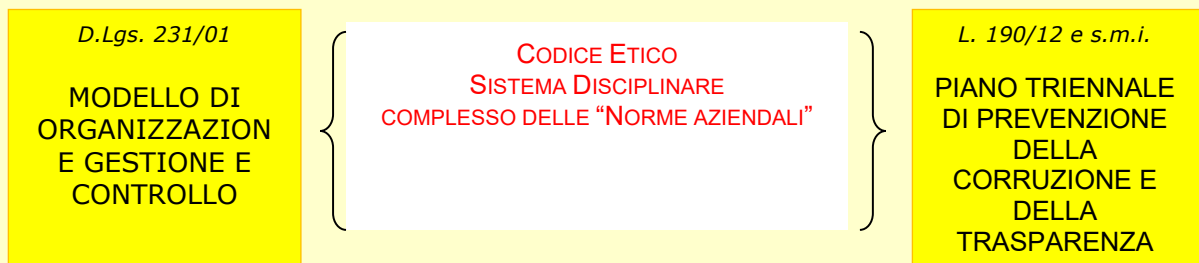 D.Lgs. 231/01
MODELLO DI
ORGANIZZAZION
E GESTIONE E
CONTROLLO
CODICE ETICO
SISTEMA DISCIPLINARE
COMPLESSO DELLE “NORME AZIENDALI”
L. 190/12 e s.m.i.
PIANO TRIENNALE
DI PREVENZIONE
DELLA
CORRUZIONE E
DELLA
TRASPARENZA